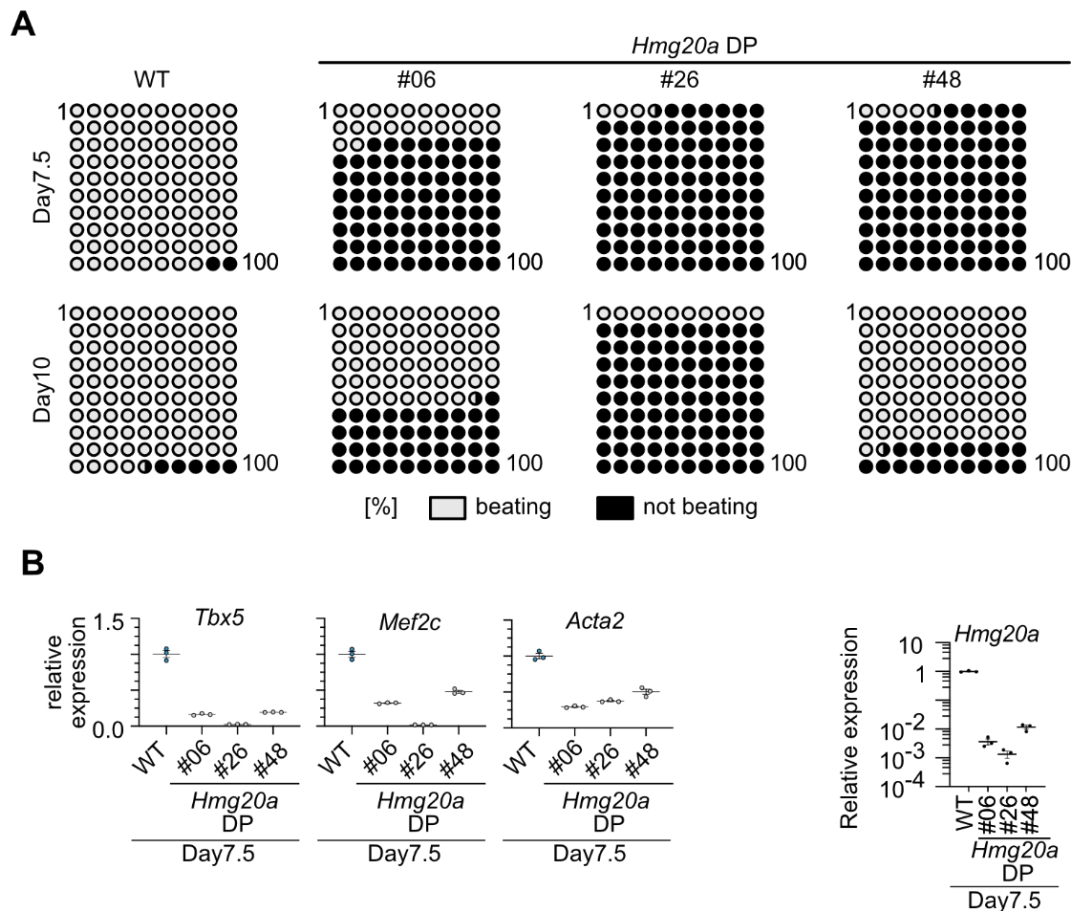 A
Hmg20a DP
WT #06 #26 #48
Day7.5
1 100 1 100 1 100 1 100
Day10
1 100 1 100 1 100 1 100
[%] beating not beating
B
relative
expression
1.5
0.0
Tbx5
WT #06 #26 #48
Hmg20a
DP
Day7.5
Mef2c
WT #06 #26 #48
Hmg20a
DP
Day7.5
Acta2
WT #06 #26 #48
Hmg20a
DP
Day7.5
Relative expression
Hmg20a
10
1
10-2
10-3
10-4
WT #06 #26 #48
Hmg20a
DP
Day7.5